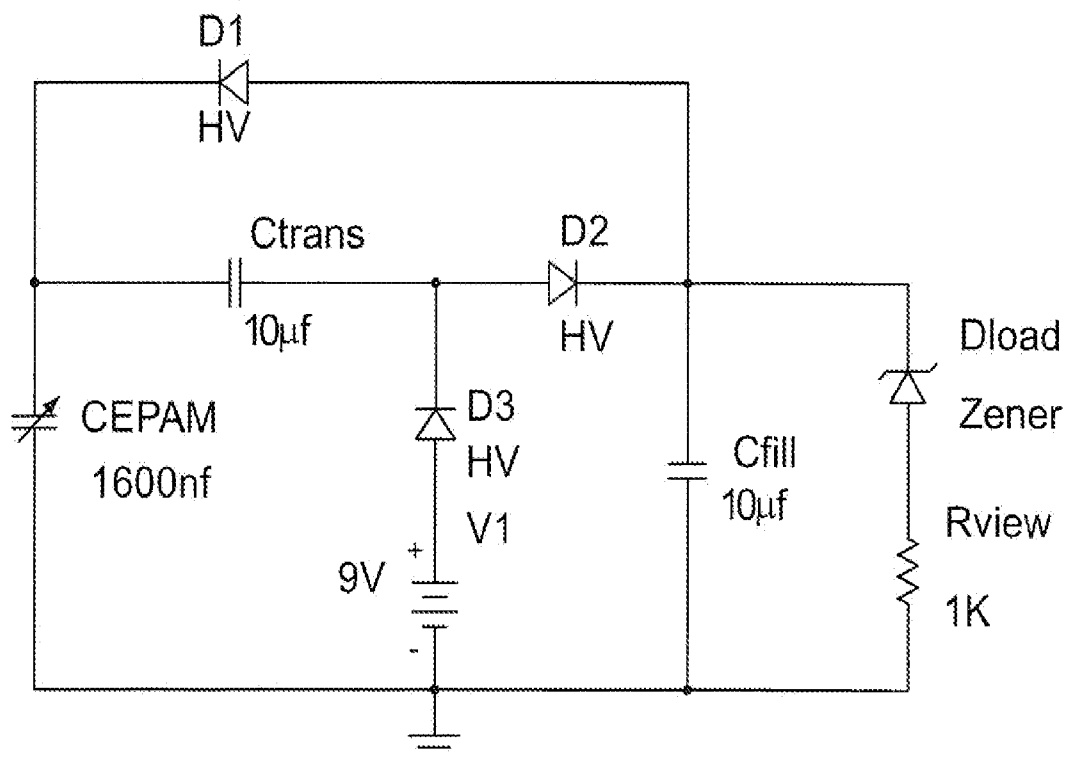 D1
HV
Ctrans
10µf
D2
HV
CEPAM
1600nf
D3
HV
V1
+
9V
-
Cfill
10µf
Dload
Zener
Rview
1K